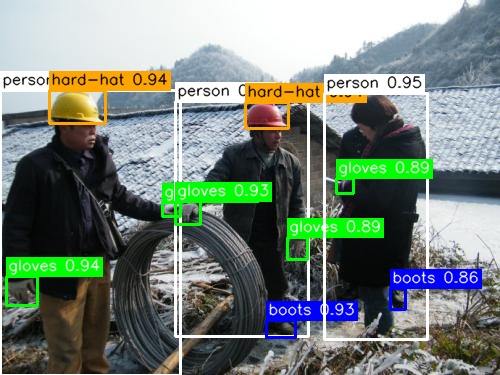 person
hard-hat 0.94
person 0.
hard-hat
person 0.95
gloves 0.89
g
gloves 0.93
gloves 0.89
gloves 0.94
boots 0.86
boots 0.93